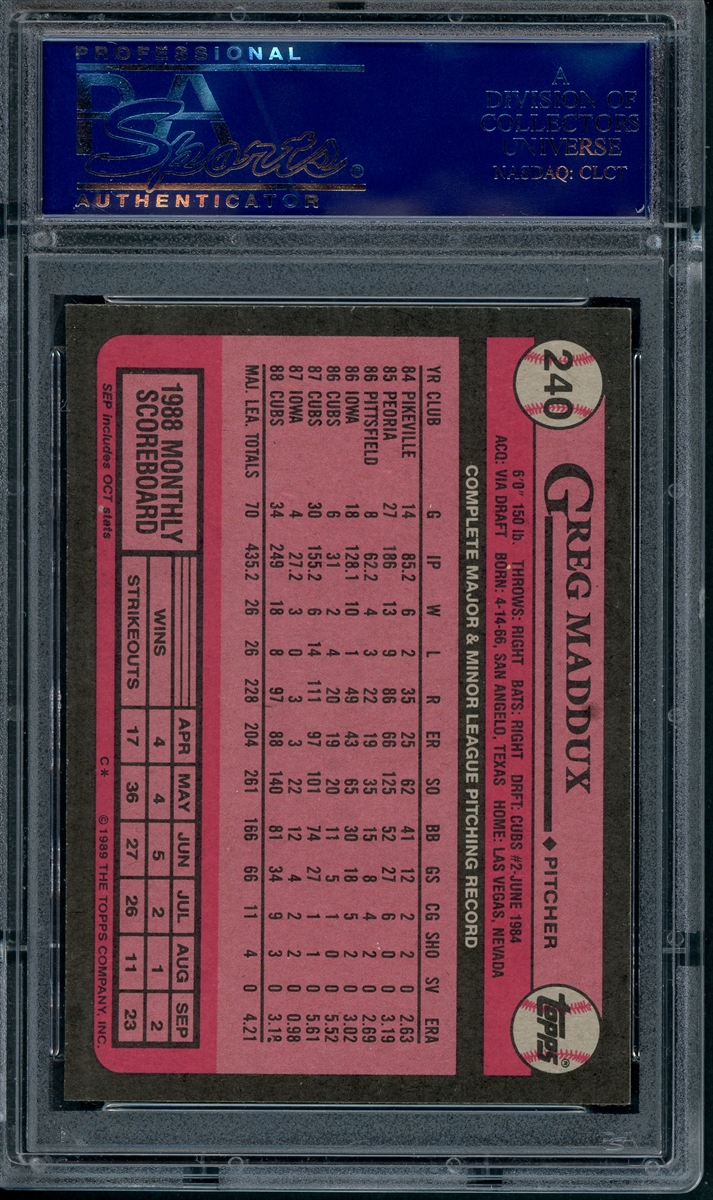 PROFESSIONAL
PSA
Sports®
AUTHENTICATOR
A
DIVISION OF
COLLECTORS
UNIVERSE
NASDAQ: CLCT
240 GREG MADDUX ♦ PITCHER topps®
6'0" 150 lb. THROWS: RIGHT BATS: RIGHT DRFT: CUBS #2-JUNE 1984
ACQ: VIA DRAFT BORN: 4-14-66, SAN ANGELO, TEXAS HOME: LAS VEGAS, NEVADA
COMPLETE MAJOR & MINOR LEAGUE PITCHING RECORD
YR CLUB G IP W L R ER SO BB GS CG SHO SV ERA
84 PIKEVILLE 14 85.2 6 2 35 25 62 41 12 2 2 0 2.63
85 PEORIA 27 186 13 9 86 66 125 52 27 6 0 0 3.19
86 PITTSFIELD 8 62.2 4 3 22 19 35 15 8 4 2 0 2.69
86 IOWA 18 128.1 10 1 49 43 65 30 18 5 2 0 3.02
86 CUBS 6 31 2 4 20 19 20 11 5 1 0 0 5.52
87 CUBS 30 155.2 6 14 111 97 101 74 27 1 1 0 5.61
87 IOWA 4 27.2 3 0 3 3 22 12 4 2 2 0 0.98
88 CUBS 34 249 18 8 97 88 140 81 34 9 3 0 3.18
MAJ. LEA. TOTALS 70 435.2 26 26 228 204 261 166 66 11 4 0 4.21
1988 MONTHLY
SCOREBOARD
APR MAY JUN JUL AUG SEP
WINS 4 4 5 2 1 2
STRIKEOUTS 17 36 27 26 11 23
SEP includes OCT stats
C* ©1989 THE TOPPS COMPANY, INC.